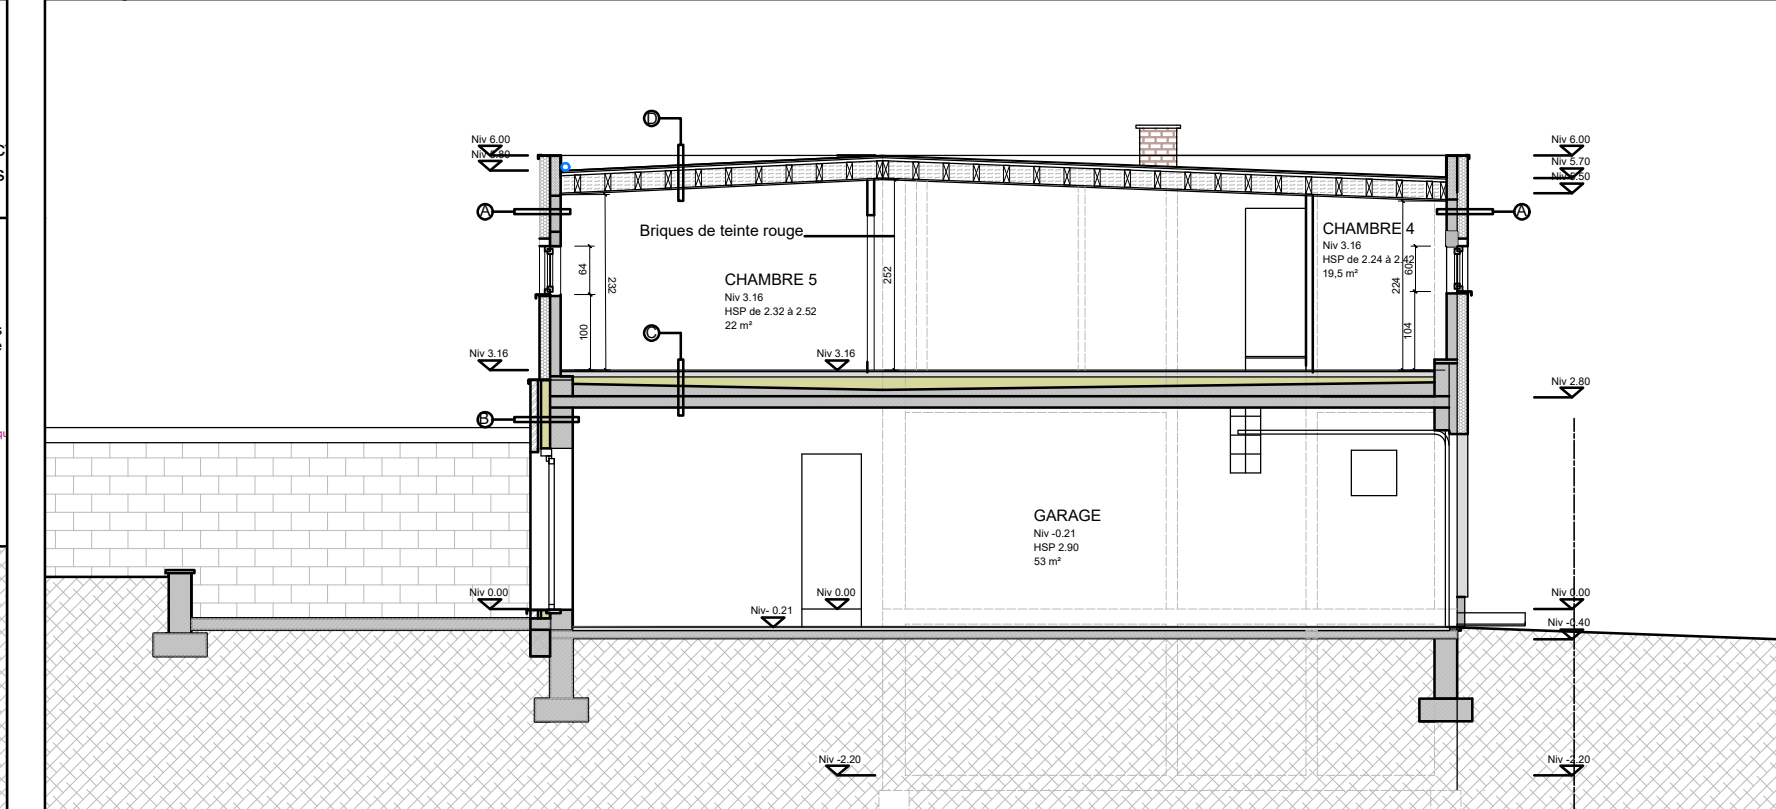 D
Niv 6.00
Niv 5.80
Niv 6.00
Niv 5.70
A
A
Briques de teinte rouge
CHAMBRE 4
Niv 3.16
HSP de 2.24 à 2.42
19,5 m²
CHAMBRE 5
Niv 3.16
HSP de 2.32 à 2.52
22 m²
64
232
252
224
60
100
104
C
Niv 3.16
Niv 3.16
Niv 2.80
B
GARAGE
Niv -0.21
HSP 2.90
53 m²
Niv 0.00
Niv 0.00
Niv- 0.21
Niv 0.00
Niv -0.40
Niv -2.20
Niv -2.20